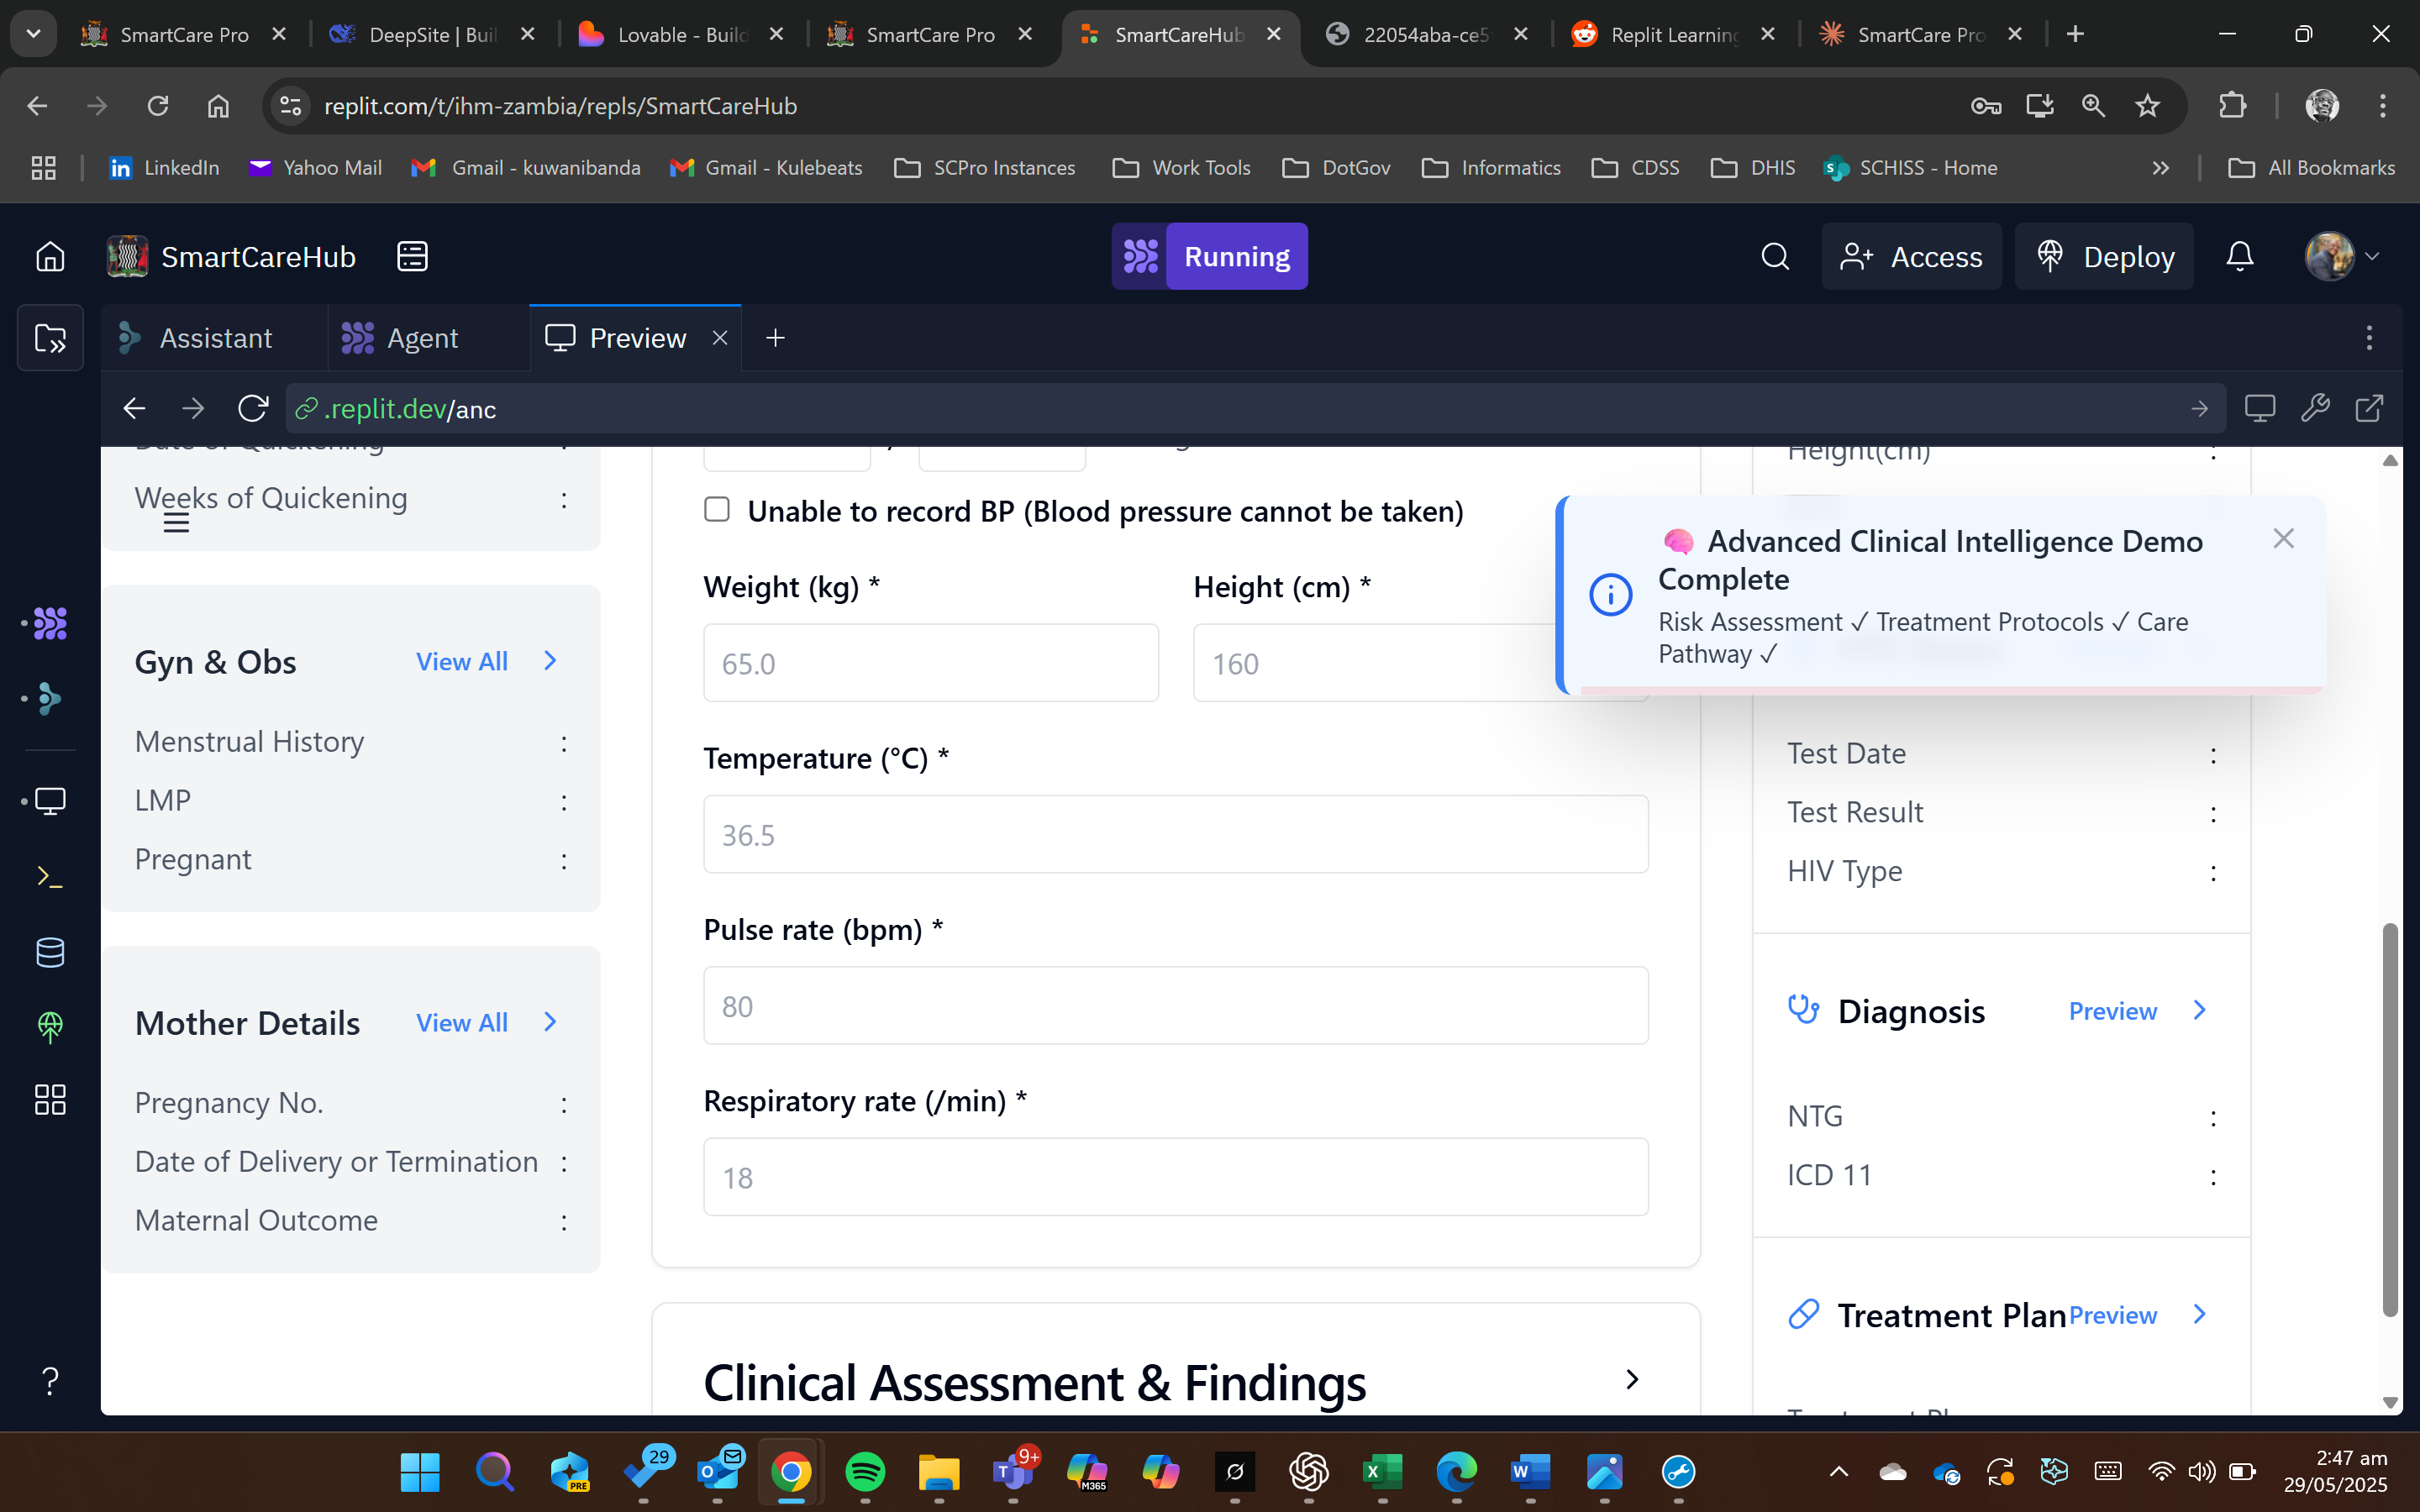 SmartCare Pro
DeepSite | Buil
Lovable - Build
SmartCare Pro
SmartCareHub
22054aba-ce5
Replit Learning
SmartCare Pro
replit.com/t/ihm-zambia/repls/SmartCareHub
LinkedIn
Yahoo Mail
Gmail - kuwanibanda
Gmail - Kulebeats
SCPro Instances
Work Tools
DotGov
Informatics
CDSS
DHIS
SCHISS - Home
All Bookmarks
SmartCareHub
Running
Access
Deploy
Assistant
Agent
Preview
.replit.dev/anc
Date of Quickening :
Weeks of Quickening :
Gyn & Obs View All
Menstrual History :
LMP :
Pregnant :
Mother Details View All
Pregnancy No. :
Date of Delivery or Termination :
Maternal Outcome :
Unable to record BP (Blood pressure cannot be taken)
Weight (kg) * Height (cm) *
65.0 160
Temperature (°C) *
36.5
Pulse rate (bpm) *
80
Respiratory rate (/min) *
18
Clinical Assessment & Findings
Height(cm) :
🧠 Advanced Clinical Intelligence Demo
Complete
Risk Assessment ✓ Treatment Protocols ✓ Care
Pathway ✓
Test Date :
Test Result :
HIV Type :
Diagnosis Preview
NTG :
ICD 11 :
Treatment Plan Preview
PRE
29
9+
M365
2:47 am
29/05/2025